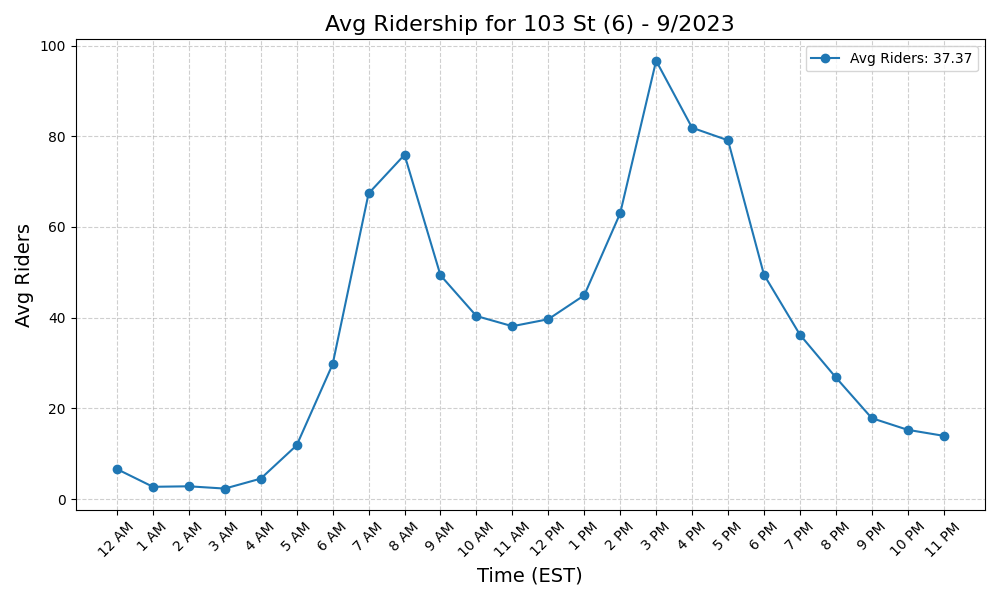 Avg Ridership for 103 St (6) - 9/2023
Avg Riders: 37.37
100
80
60
40
20
0
Avg Riders
12 AM
1 AM
2 AM
3 AM
4 AM
5 AM
6 AM
7 AM
8 AM
9 AM
10 AM
11 AM
12 PM
1 PM
2 PM
3 PM
4 PM
5 PM
6 PM
7 PM
8 PM
9 PM
10 PM
11 PM
Time (EST)